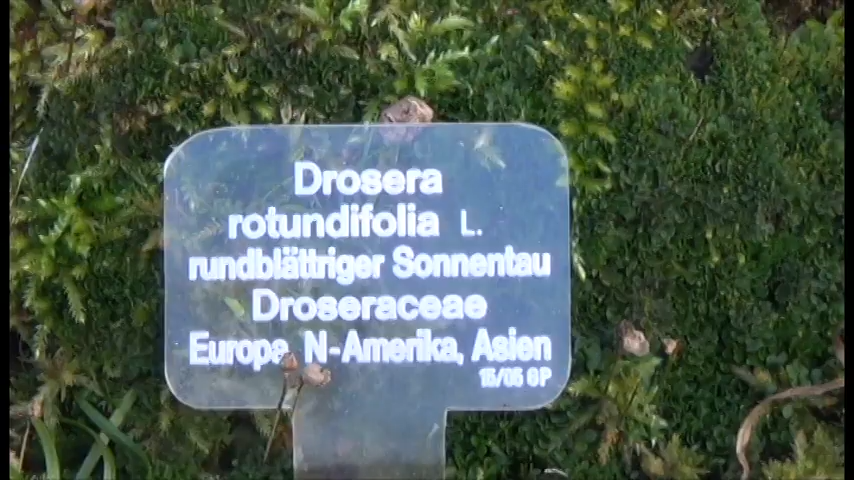 Drosera
rotundifolia L.
rundblättriger Sonnentau
Droseraceae
Europa, N-Amerika, Asien
15/05 GP